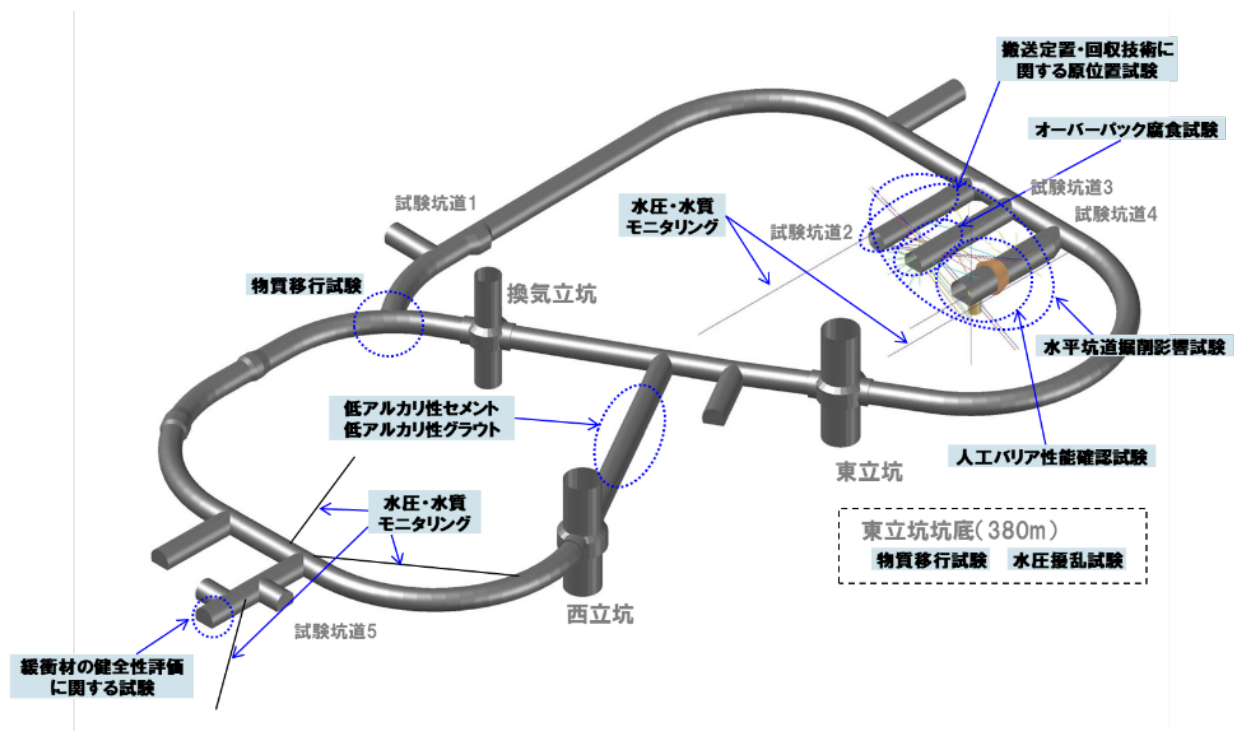 搬送定置・回収技術に
関する原位置試験
オーバーパック腐食試験
試験坑道1
水圧・水質
モニタリング
試験坑道2
試験坑道3
試験坑道4
物質移行試験
換気立坑
水平坑道掘削影響試験
低アルカリ性セメント
低アルカリ性グラウト
東立坑
人工バリア性能確認試験
水圧・水質
モニタリング
東立坑坑底(380m)
物質移行試験 水圧擾乱試験
西立坑
試験坑道5
緩衝材の健全性評価
に関する試験